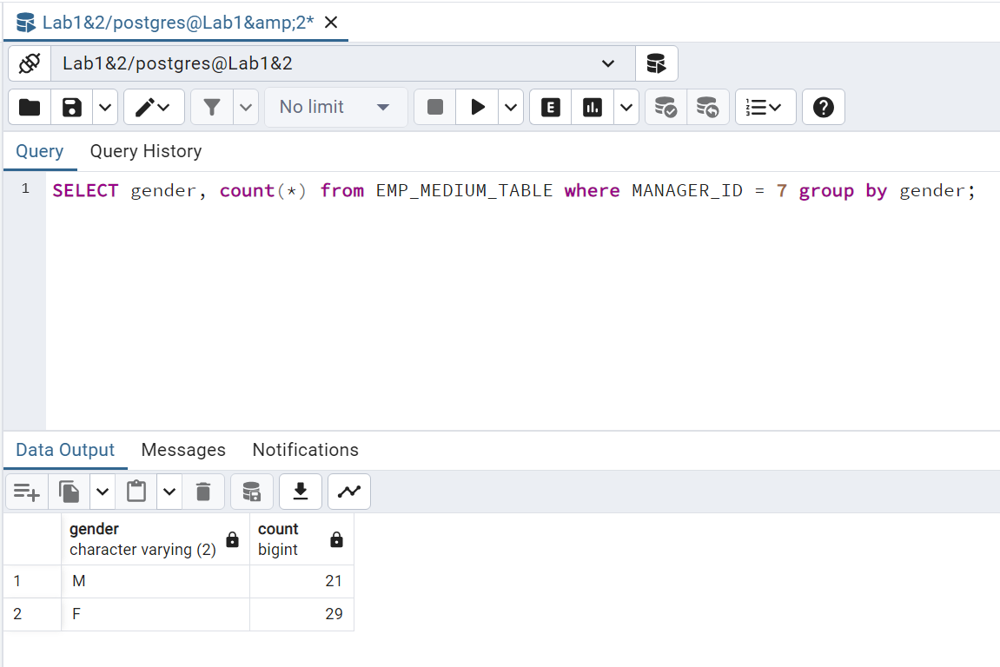 Lab1&2/postgres@Lab1&amp;2*
Lab1&2/postgres@Lab1&2
No limit
E
Query Query History
1 SELECT gender, count(*) from EMP_MEDIUM_TABLE where MANAGER_ID = 7 group by gender;
Data Output Messages Notifications
gender count
character varying (2) bigint
1 M 21
2 F 29